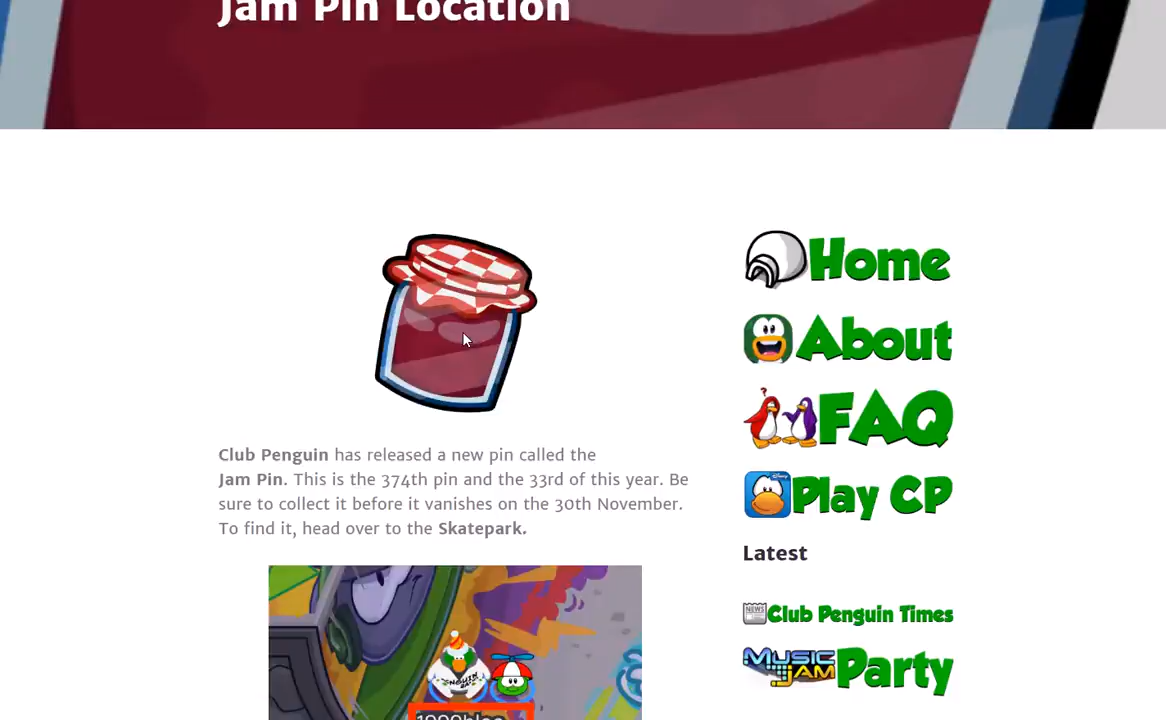 Jam Pin Location
Club Penguin has released a new pin called the
Jam Pin. This is the 374th pin and the 33rd of this year. Be
sure to collect it before it vanishes on the 30th November.
To find it, head over to the Skatepark.
Home
About
FAQ
Play CP
Latest
NEWS Club Penguin Times
MUSIC JAM Party